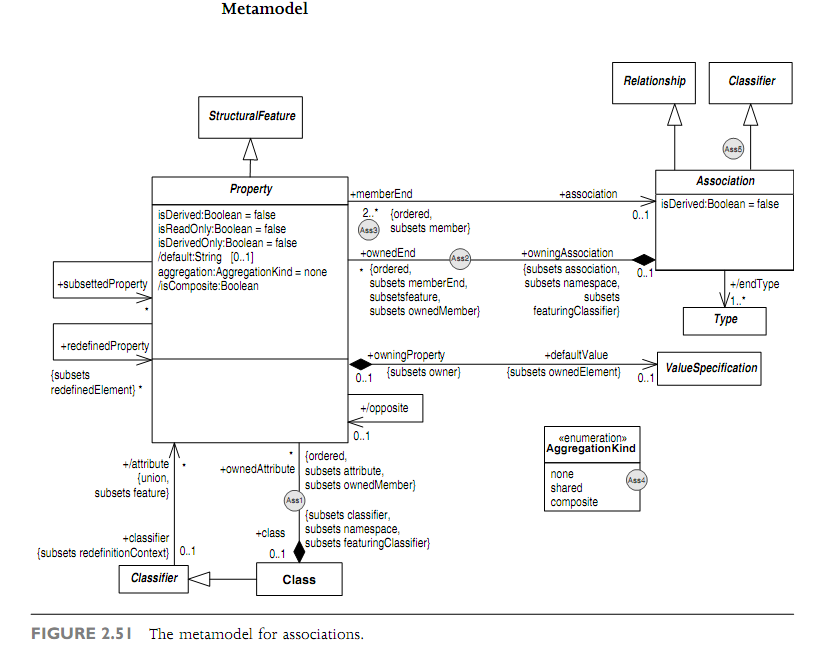 Metamodel
Relationship
Classifier
StructuralFeature
Ass5
Property
Association
isDerived:Boolean = false
isReadOnly:Boolean = false
isDerivedOnly:Boolean = false
/default:String [0..1]
aggregation:AggregationKind = none
/isComposite:Boolean
+memberEnd
+association
2..* {ordered,
subsets member}
Ass3
0..1
isDerived:Boolean = false
+ownedEnd
Ass2
+owningAssociation
* {ordered,
subsets memberEnd,
subsetsfeature,
subsets ownedMember}
{subsets association,
subsets namespace,
subsets
featuringClassifier}
0..1
+/endType
1..*
Type
+subsettedProperty
*
+redefinedProperty
{subsets
redefinedElement} *
+owningProperty
+defaultValue
0..1
{subsets owner}
{subsets ownedElement}
0..1
ValueSpecification
+/opposite
0..1
«enumeration»
AggregationKind
none
shared
composite
Ass4
+/attribute
*
{union,
subsets feature}
+ownedAttribute
*
{ordered,
subsets attribute,
subsets ownedMember}
Ass1
{subsets classifier,
subsets namespace,
subsets featuringClassifier}
+classifier
{subsets redefinitionContext}
0..1
+class
0..1
Classifier
Class
FIGURE 2.51 The metamodel for associations.